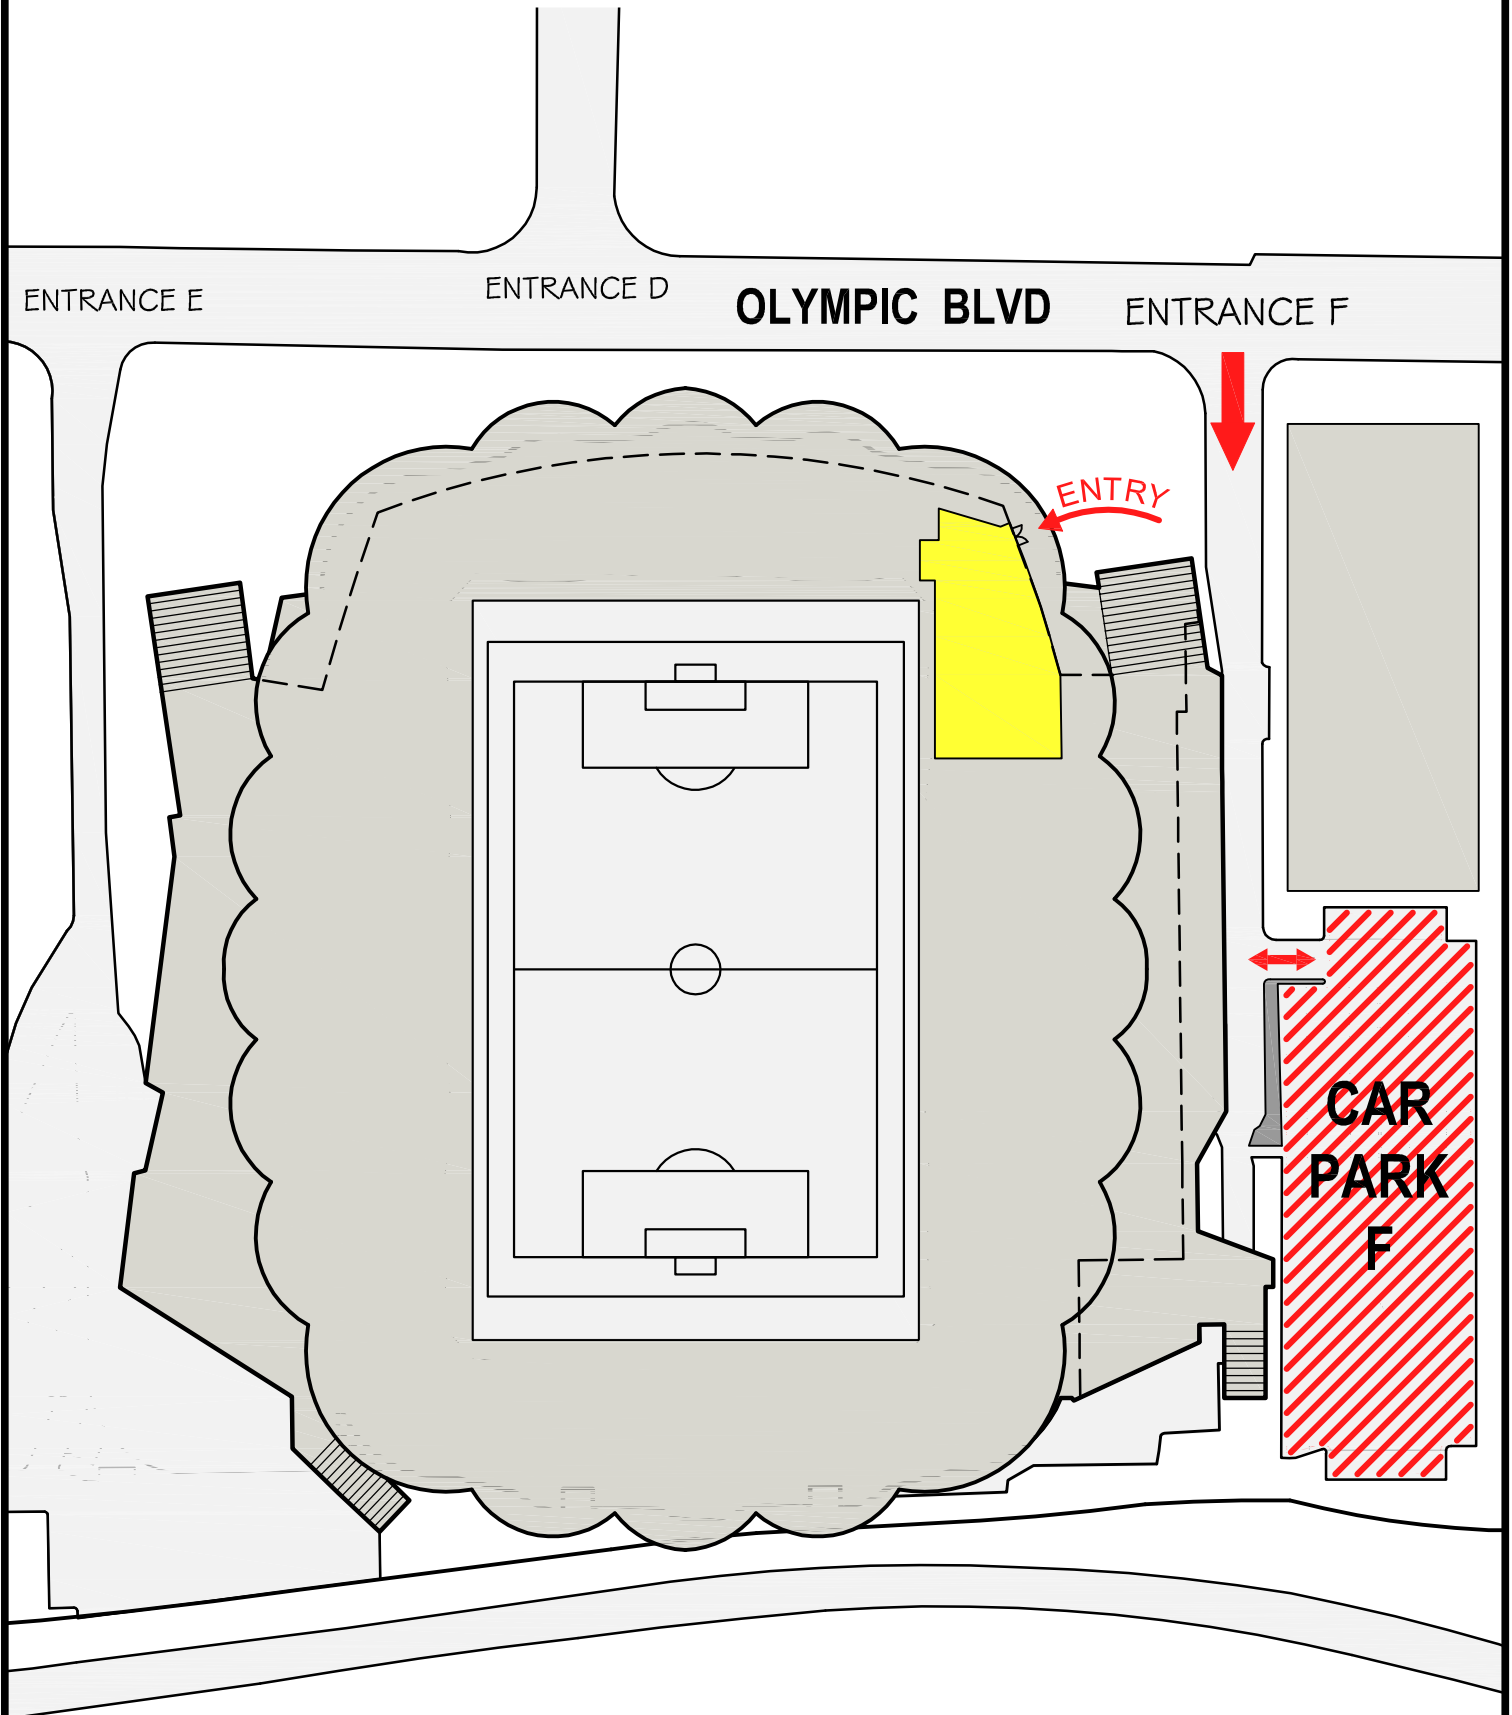 ENTRANCE E
ENTRANCE D
OLYMPIC BLVD
ENTRANCE F
ENTRY
CAR
PARK
F